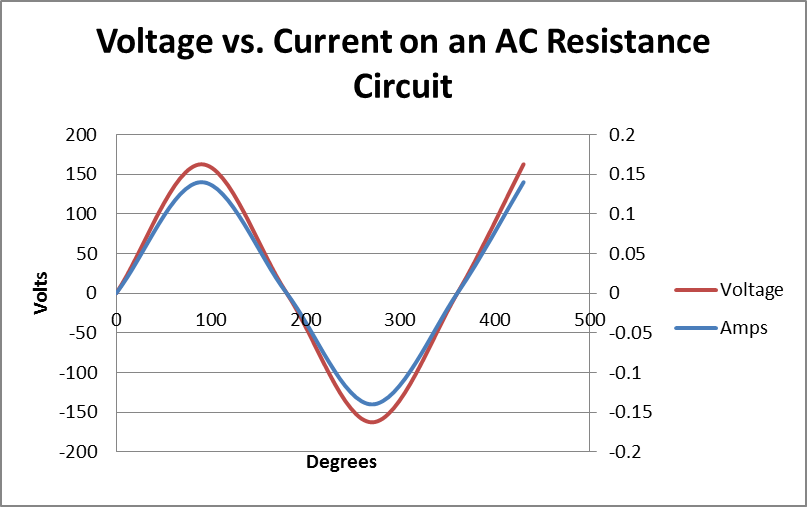 Voltage vs. Current on an AC Resistance
Circuit
200
150
100
50
0
-50
-100
-150
-200
Volts
0.2
0.15
0.1
0.05
0
-0.05
-0.1
-0.15
-0.2
0 100 200 300 400 500
Degrees
Voltage
Amps